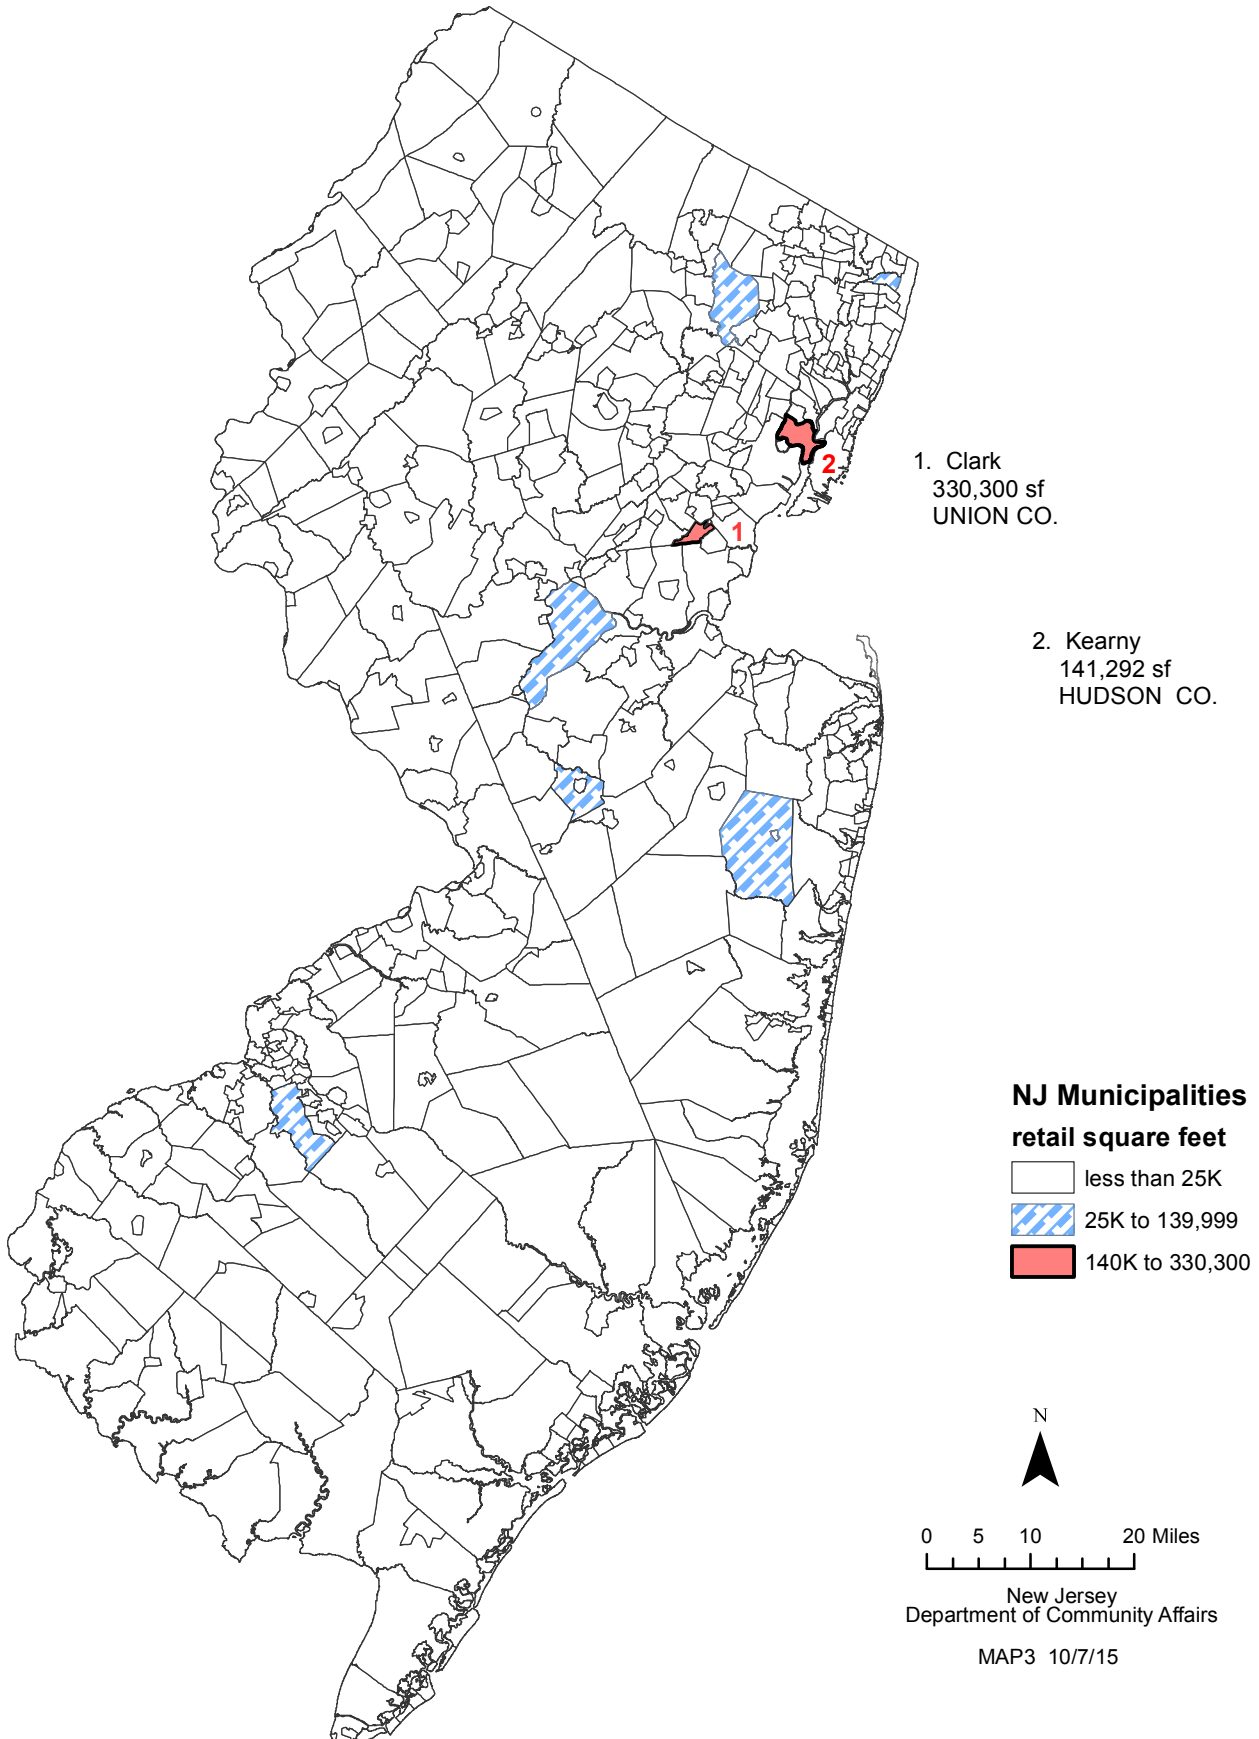 1. Clark
330,300 sf
UNION CO.
2
1
2. Kearny
141,292 sf
HUDSON CO.
NJ Municipalities
retail square feet
less than 25K
25K to 139,999
140K to 330,300
N
0 5 10 20 Miles
New Jersey
Department of Community Affairs
MAP3 10/7/15